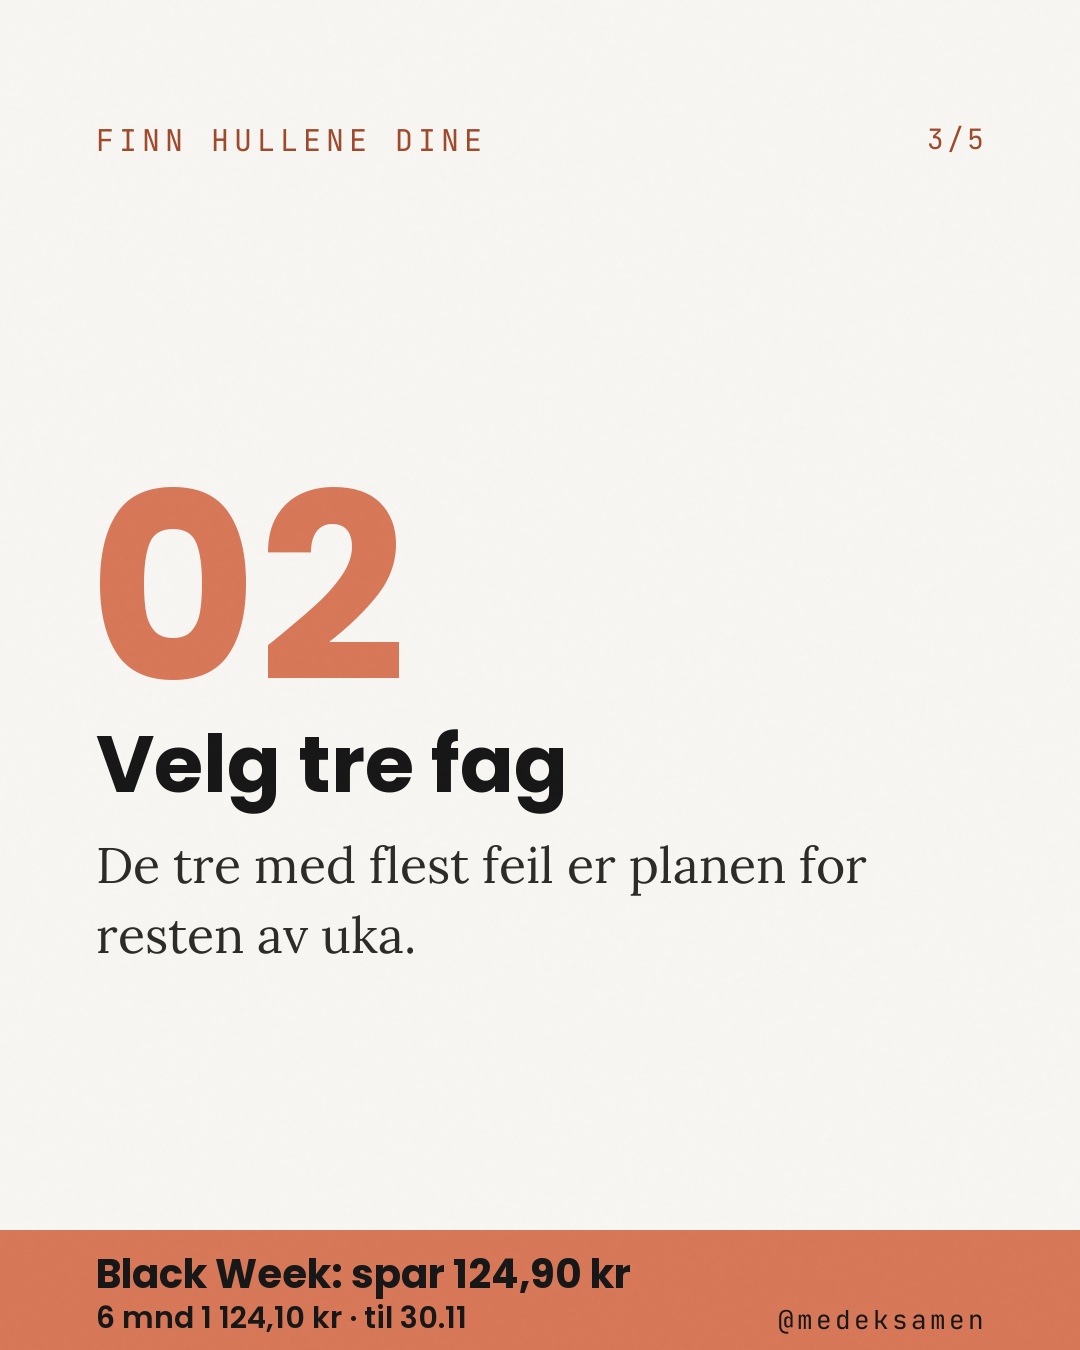 FINN HULLENE DINE
3/5
02
Velg tre fag
De tre med flest feil er planen for
resten av uka.
Black Week: spar 124,90 kr
6 mnd 1 124,10 kr · til 30.11
@medeksamen